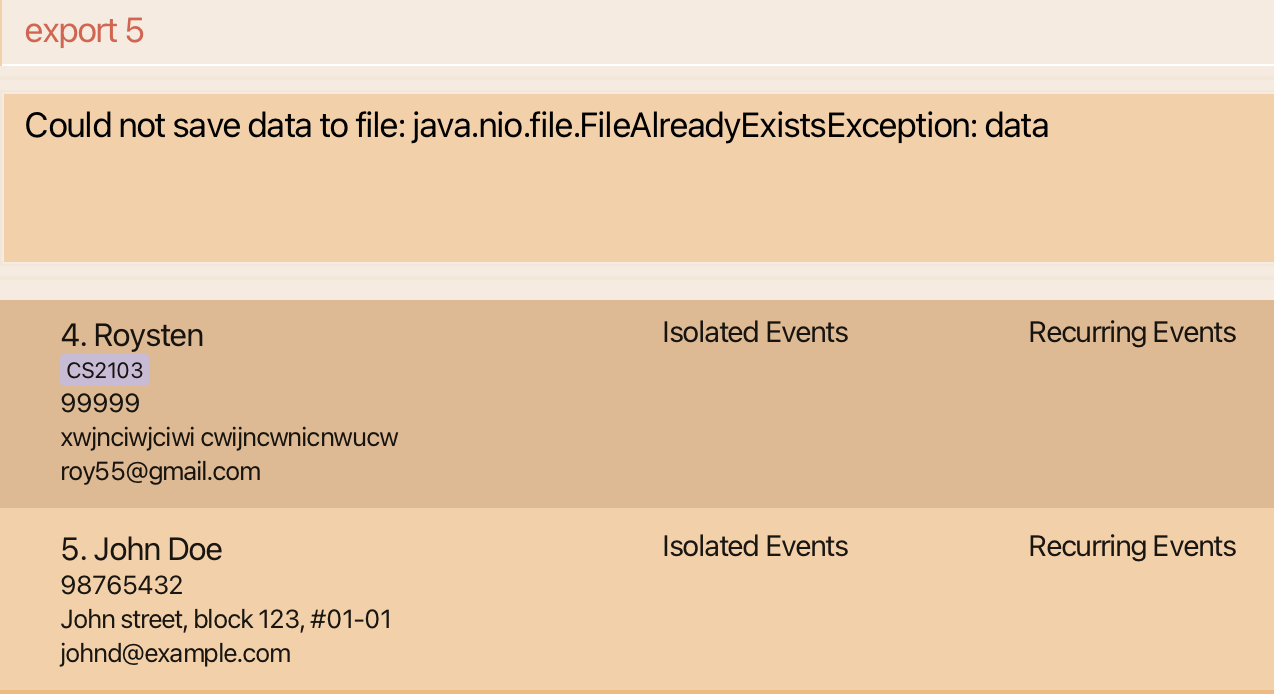 export 5
Could not save data to file: java.nio.file.FileAlreadyExistsException: data
4. Roysten
Isolated Events
Recurring Events
CS2103
99999
xwjnciwjciwi cwijncwnicnwucw
roy55@gmail.com
5. John Doe
Isolated Events
Recurring Events
98765432
John street, block 123, #01-01
johnd@example.com